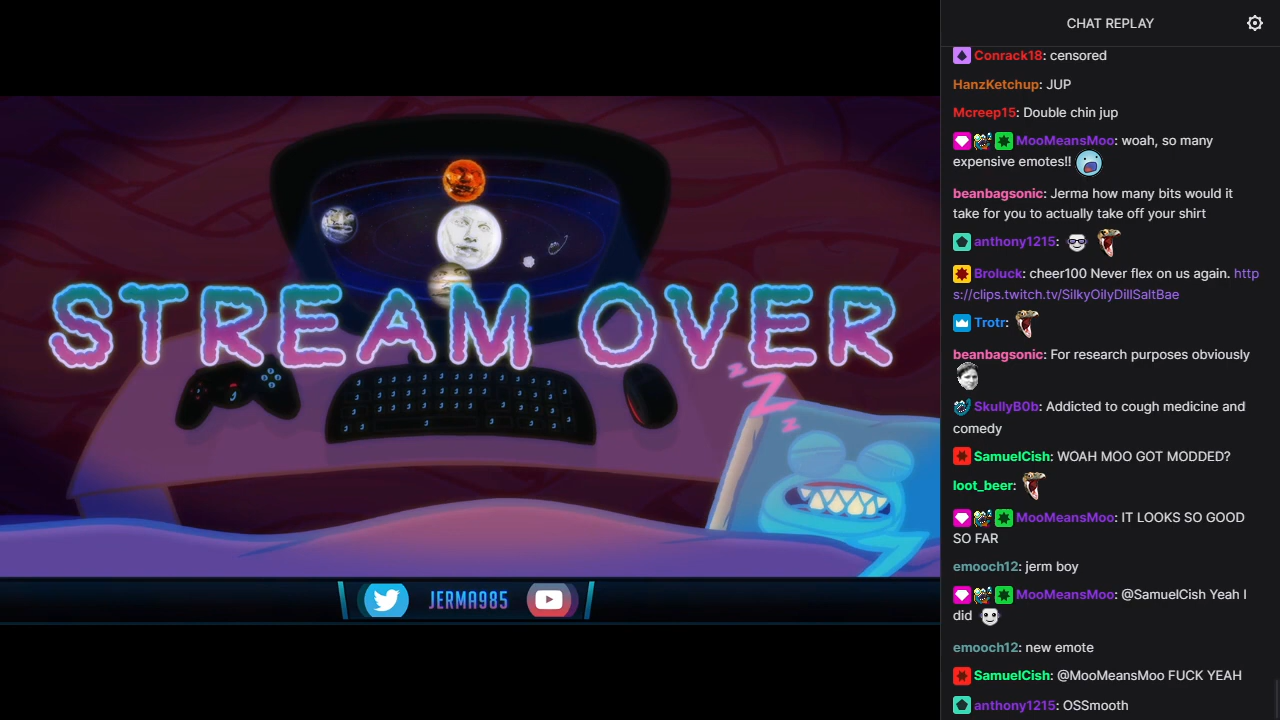 CHAT REPLAY
Conrack18: censored
HanzKetchup: JUP
Mcreep15: Double chin jup
MooMeansMoo: woah, so many
expensive emotes!!
beanbagsonic: Jerma how many bits would it
take for you to actually take off your shirt
anthony1215:
Broluck: cheer100 Never flex on us again. http
s://clips.twitch.tv/SilkyOilyDillSaltBae
Trotr:
beanbagsonic: For research purposes obviously
SkullyB0b: Addicted to cough medicine and
comedy
SamuelCish: WOAH MOO GOT MODDED?
loot_beer:
MooMeansMoo: IT LOOKS SO GOOD
SO FAR
emooch12: jerm boy
MooMeansMoo: @SamuelCish Yeah I
did
emooch12: new emote
SamuelCish: @MooMeansMoo FUCK YEAH
anthony1215: OSSmooth
STREAM OVER
z Z z
JERMA985